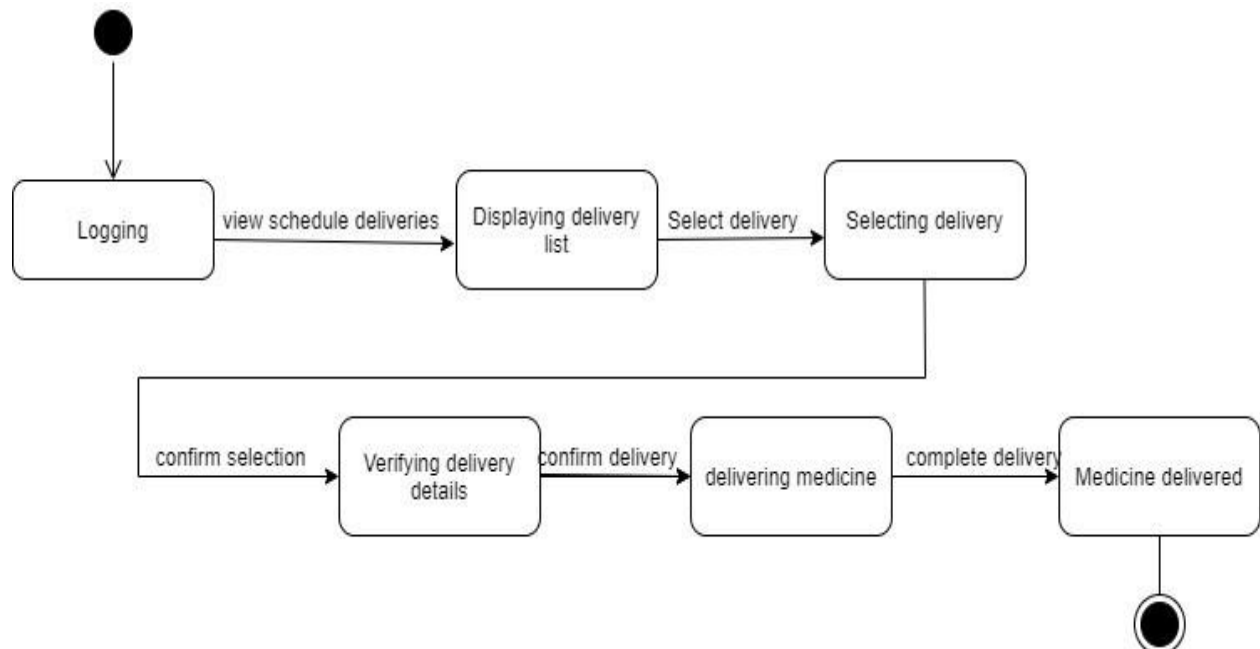 Logging
view schedule deliveries
Displaying delivery
list
Select delivery
Selecting delivery
confirm selection
Verifying delivery
details
confirm delivery
delivering medicine
complete delivery
Medicine delivered